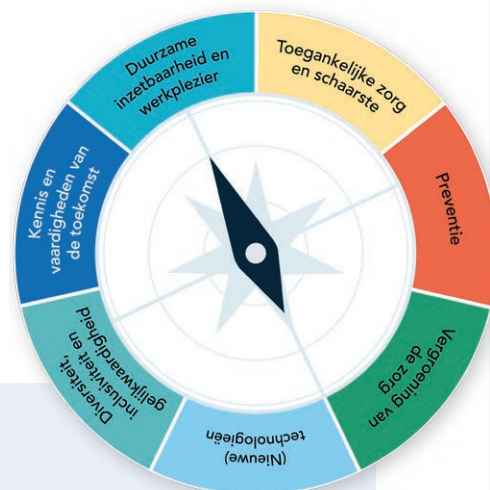 Toegankelijke zorg
en schaarste
Preventie
Vergroening van
de zorg
(Nieuwe)
technologieën
Diversiteit,
inclusiviteit en
gelijkwaardigheid
Kennis en
vaardigheden van
de toekomst
Duurzame
inzetbaarheid en
werkplezier